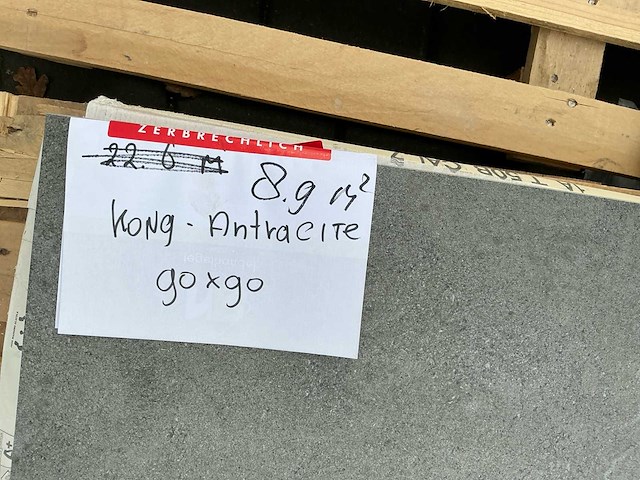 ZERBRECHLICH
22.6 M
8.9 m²
KONG - ANtraCITe
90x90